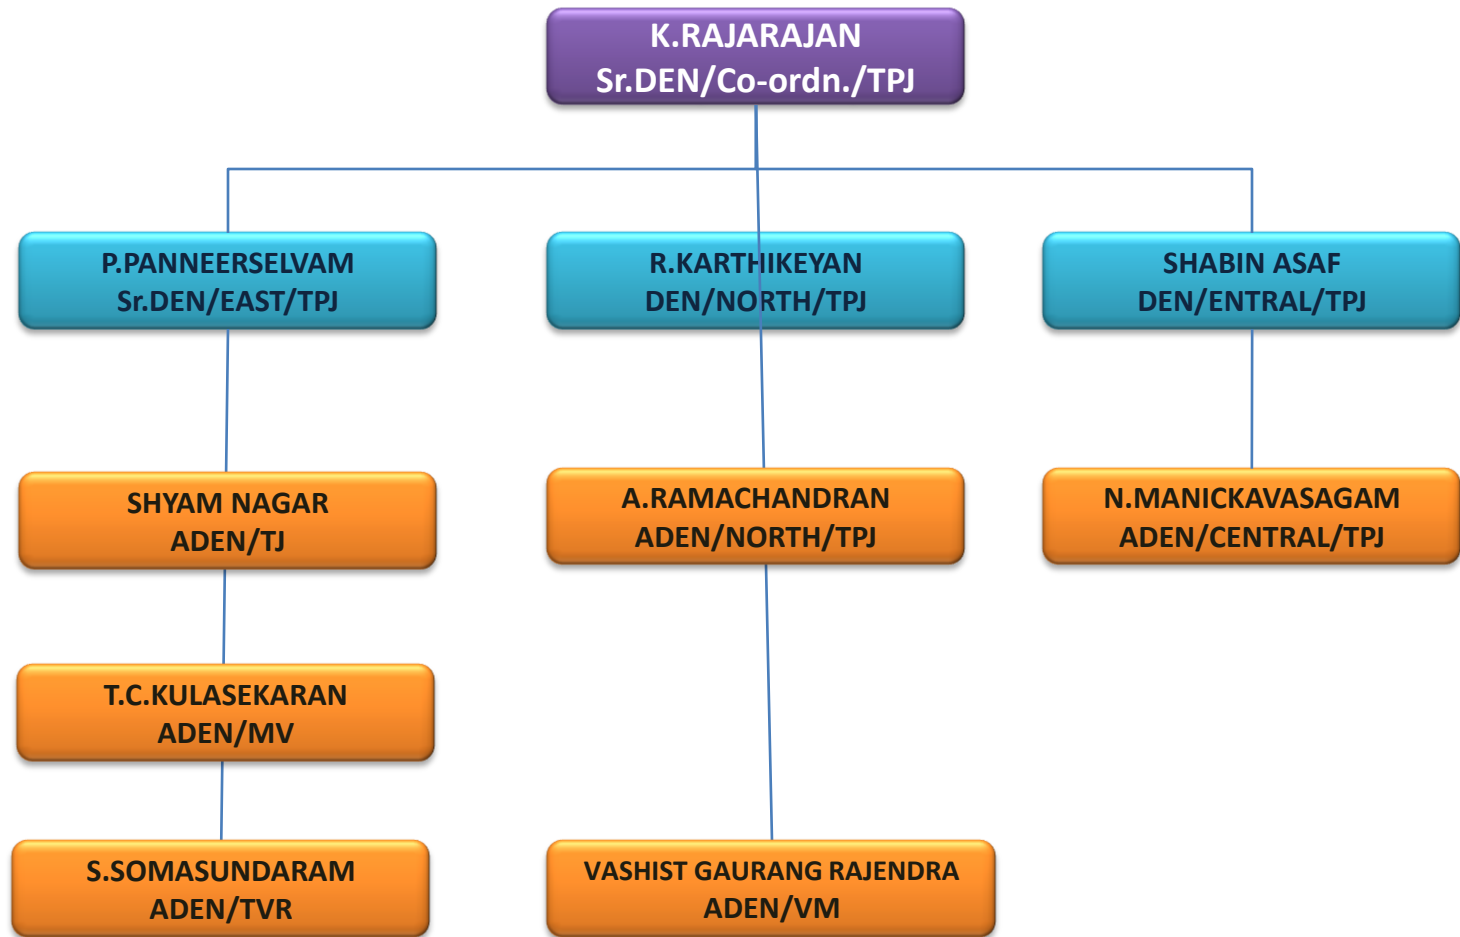 K.RAJARAJAN
Sr.DEN/Co-ordn./TPJ
P.PANNEERSELVAM
Sr.DEN/EAST/TPJ
R.KARTHIKEYAN
DEN/NORTH/TPJ
SHABIN ASAF
DEN/ENTRAL/TPJ
SHYAM NAGAR
ADEN/TJ
A.RAMACHANDRAN
ADEN/NORTH/TPJ
N.MANICKAVASAGAM
ADEN/CENTRAL/TPJ
T.C.KULASEKARAN
ADEN/MV
S.SOMASUNDARAM
ADEN/TVR
VASHIST GAURANG RAJENDRA
ADEN/VM